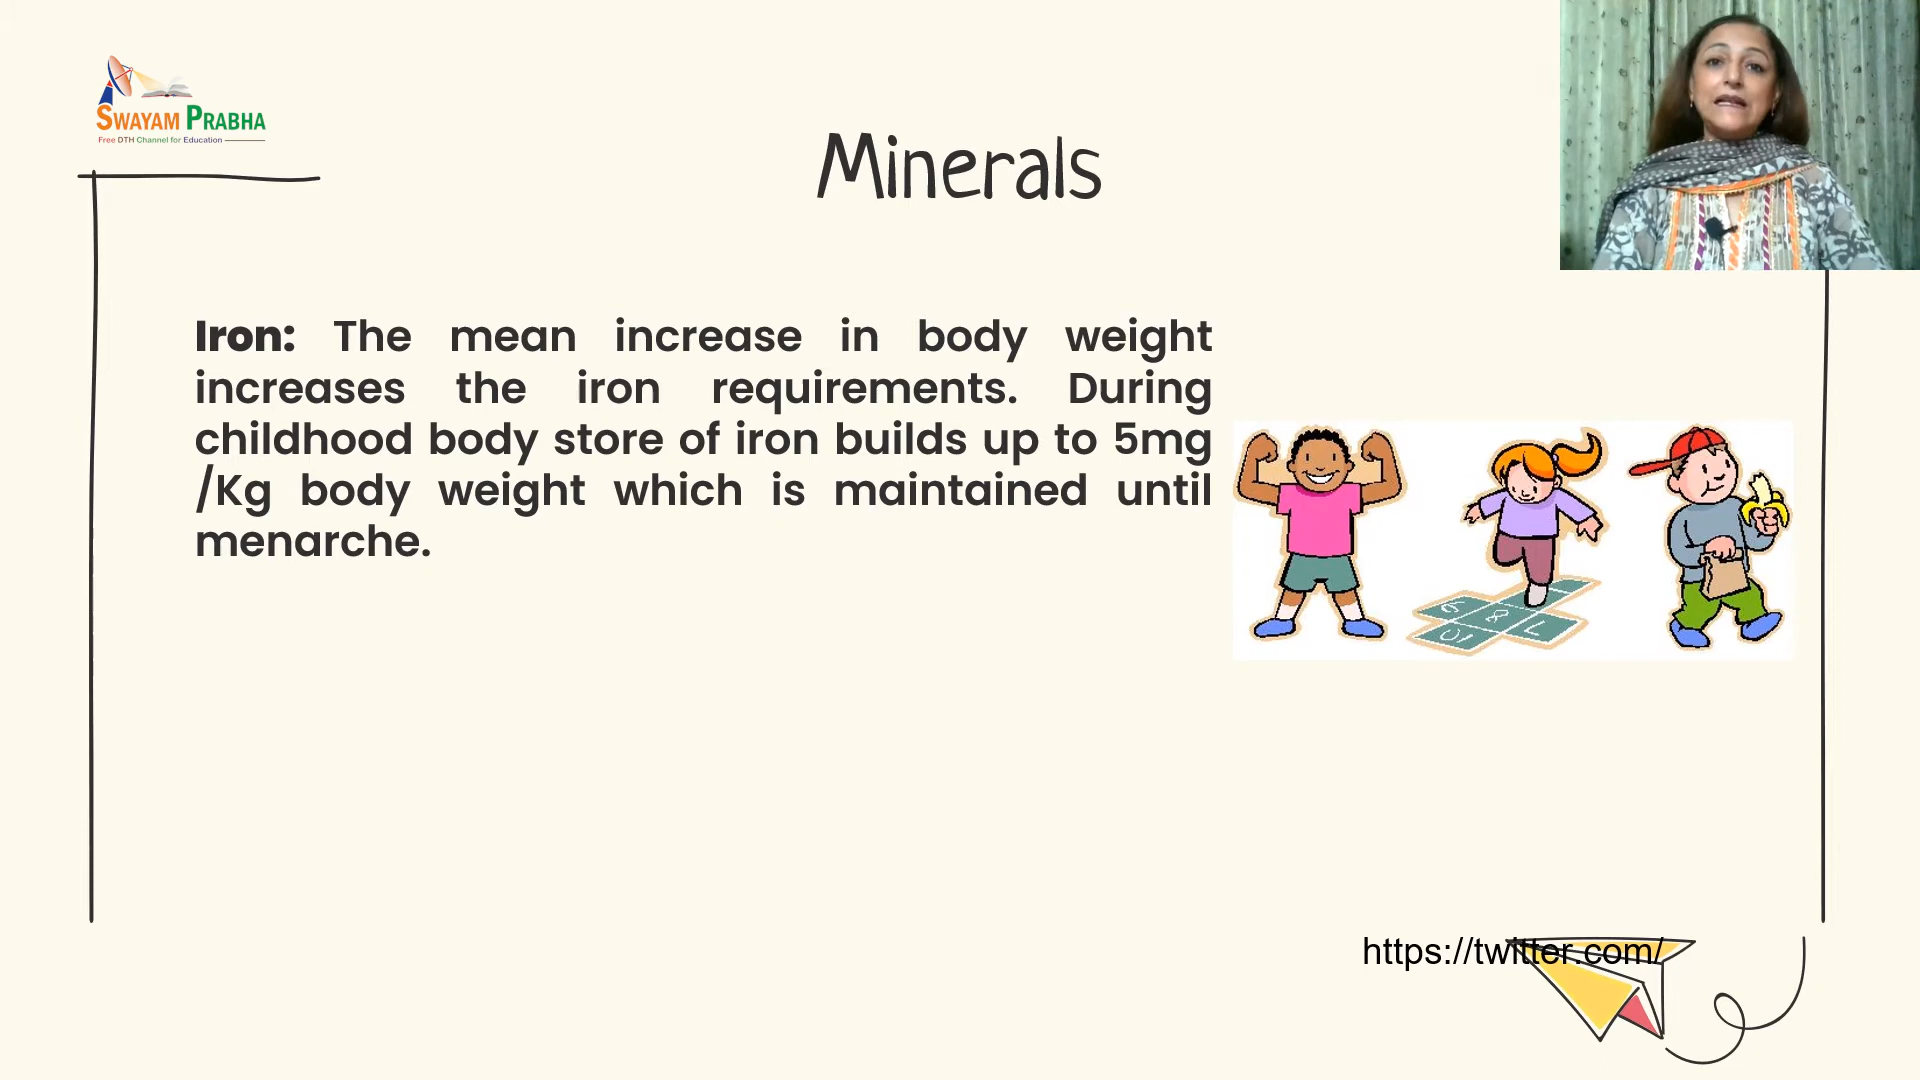 SWAYAM PRABHA
Free DTH Channel for Education
Minerals
Iron: The mean increase in body weight
increases the iron requirements. During
childhood body store of iron builds up to 5mg
/Kg body weight which is maintained until
menarche.
https://twitter.com/